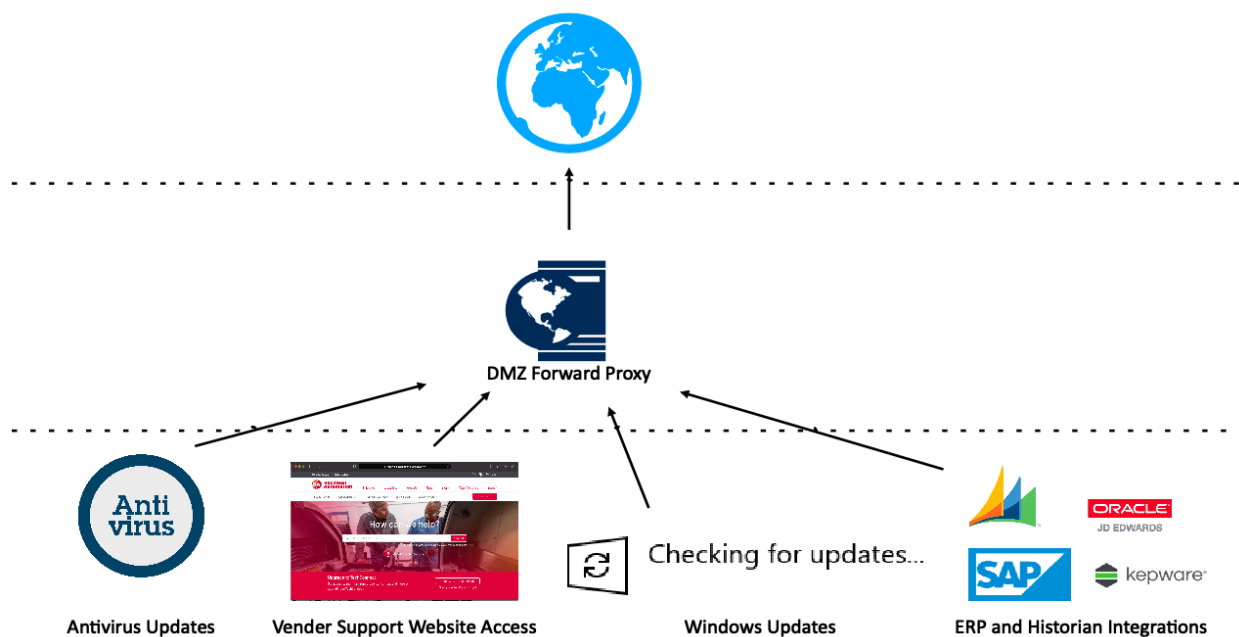 DMZ Forward Proxy
Anti
virus
How can we help?
Checking for updates...
ORACLE
JD EDWARDS
SAP
kepware
Antivirus Updates
Vender Support Website Access
Windows Updates
ERP and Historian Integrations